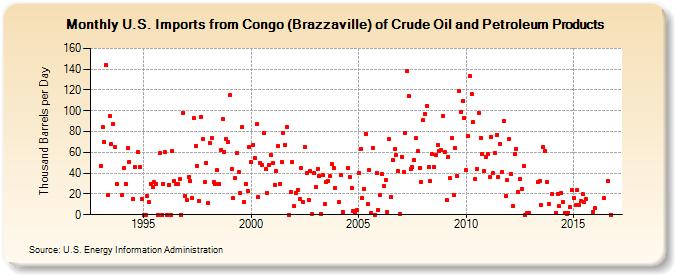 Monthly U.S. Imports from Congo (Brazzaville) of Crude Oil and Petroleum Products
Thousand Barrels per Day
160
140
120
100
80
60
40
20
0
1995 2000 2005 2010 2015
Source: U.S. Energy Information Administration